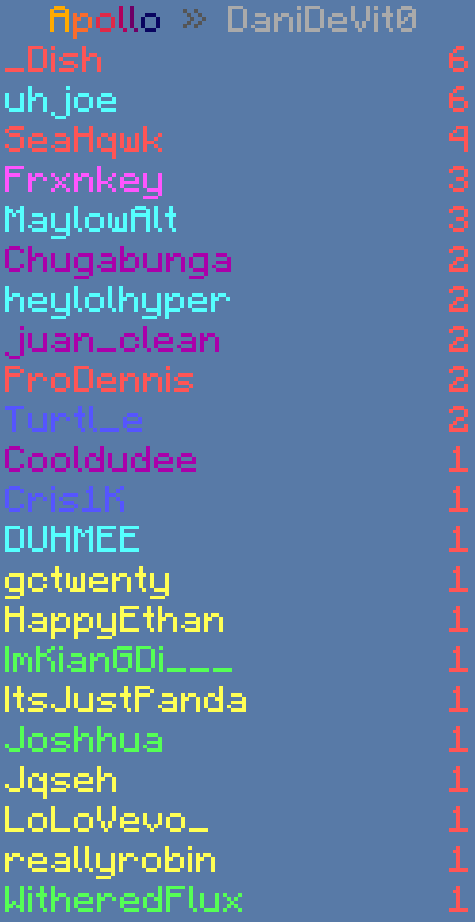 Apollo » DaniDeVit0
_Dish 6
uh_joe 6
SeaHqwk 4
Frxnkey 3
MaylowAlt 3
Chugabunga 2
heylolhyper 2
juan_clean 2
ProDennis 2
Turtl_e 2
Cooldudee 1
Cris1K 1
DUHMEE 1
gctwenty 1
HappyEthan 1
ImKianGDi___ 1
ItsJustPanda 1
Joshhua 1
Jqseh 1
LoLoVevo_ 1
reallyrobin 1
WitheredFlux 1